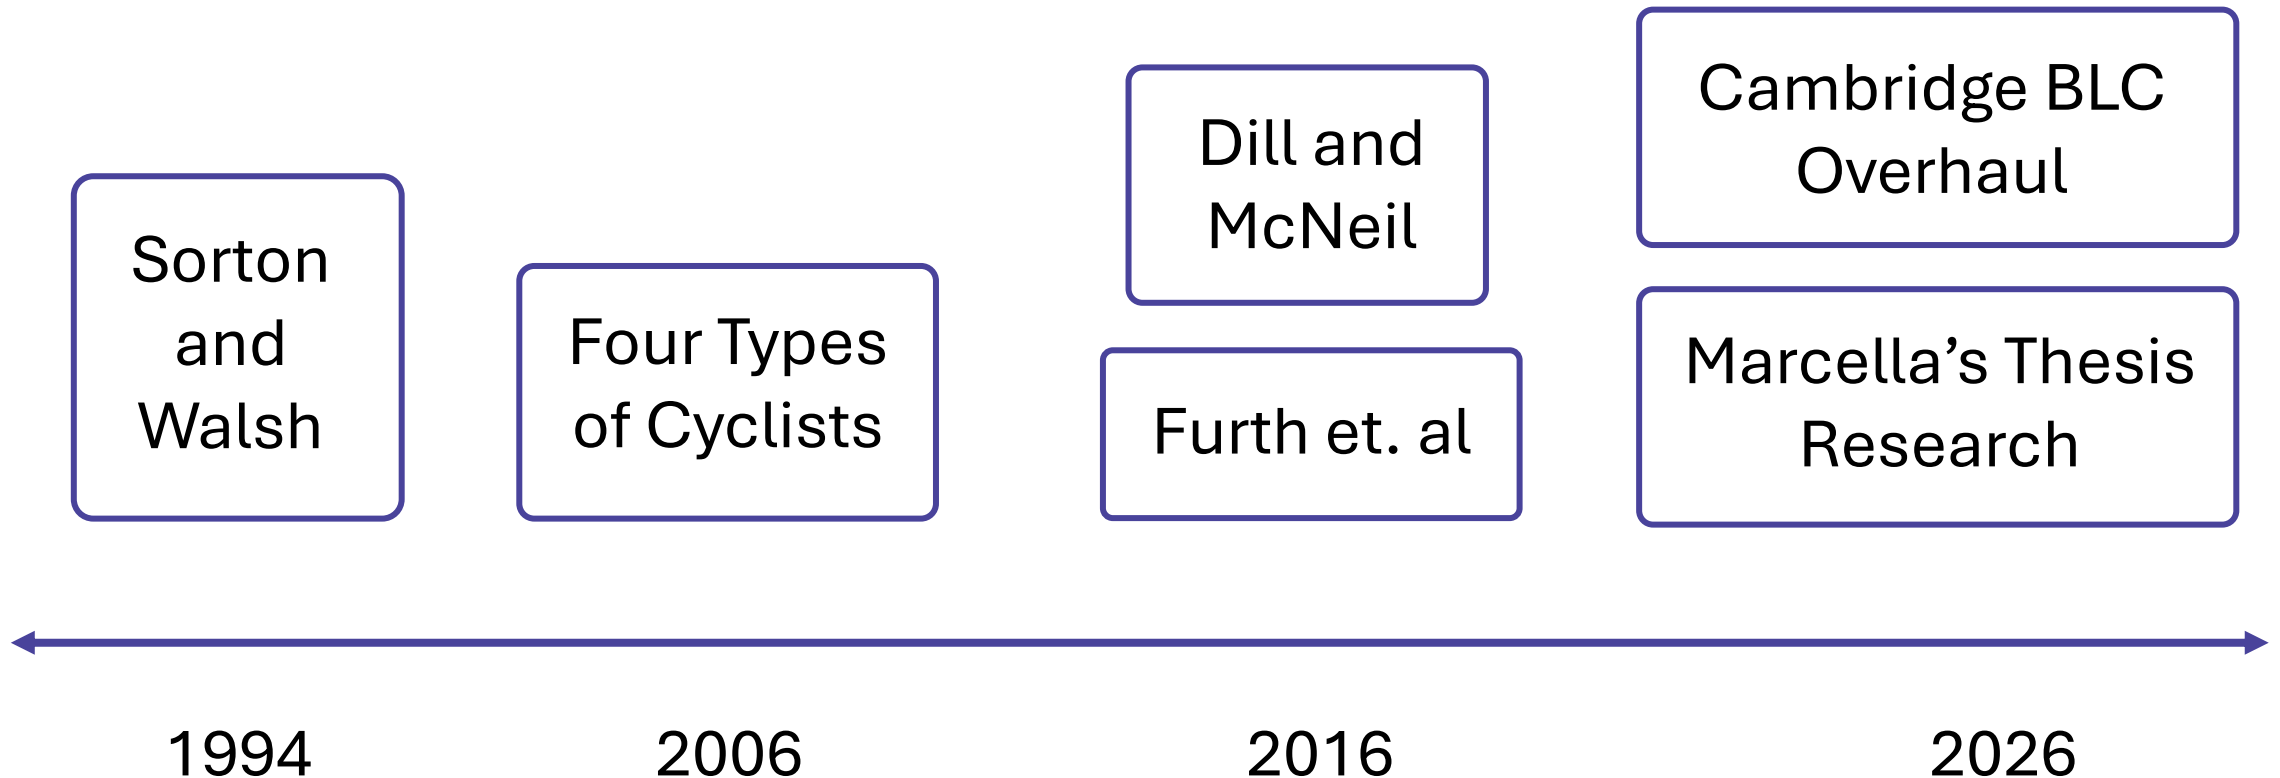 Sorton
and
Walsh
Four Types
of Cyclists
Dill and
McNeil
Furth et. al
Cambridge BLC
Overhaul
Marcella’s Thesis
Research
1994
2006
2016
2026